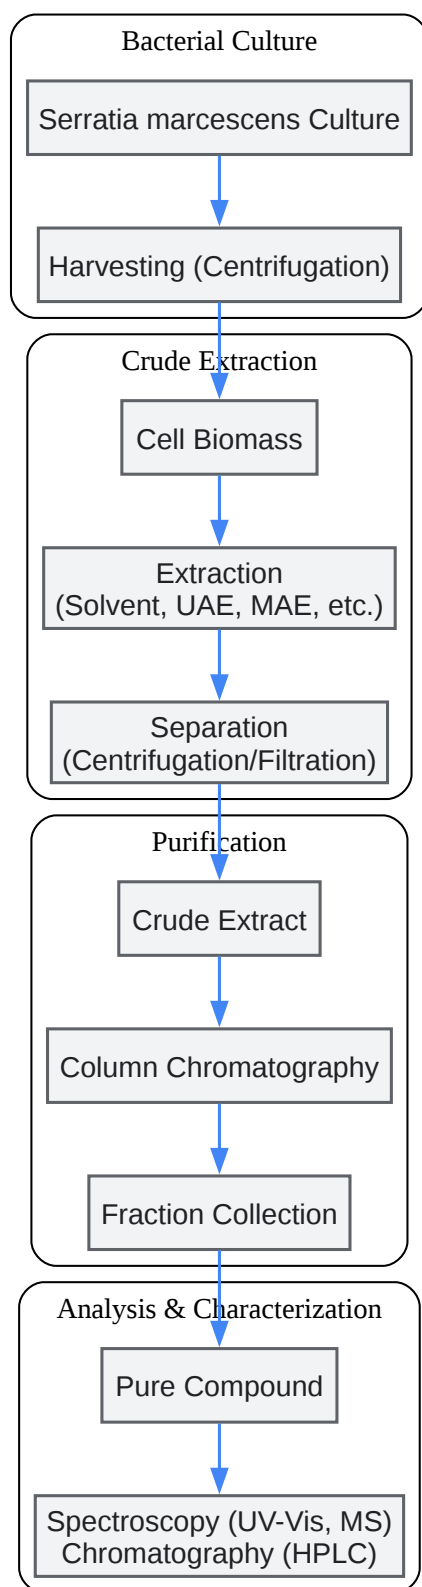 Bacterial Culture
Serratia marcescens Culture
Harvesting (Centrifugation)
Crude Extraction
Cell Biomass
Extraction
(Solvent, UAE, MAE, etc.)
Separation
(Centrifugation/Filtration)
Purification
Crude Extract
Column Chromatography
Fraction Collection
Analysis & Characterization
Pure Compound
Spectroscopy (UV-Vis, MS)
Chromatography (HPLC)